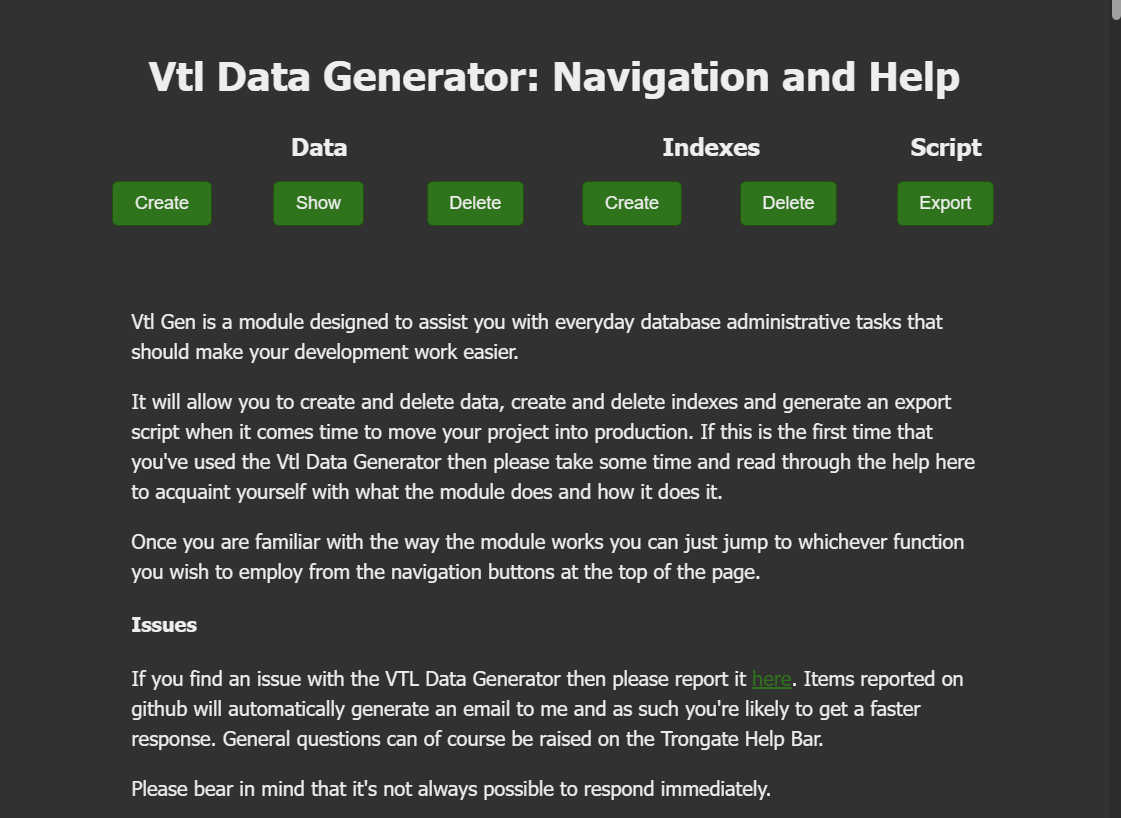 Vtl Data Generator: Navigation and Help
Data Indexes Script
Create Show Delete Create Delete Export
Vtl Gen is a module designed to assist you with everyday database administrative tasks that
should make your development work easier.
It will allow you to create and delete data, create and delete indexes and generate an export
script when it comes time to move your project into production. If this is the first time that
you've used the Vtl Data Generator then please take some time and read through the help here
to acquaint yourself with what the module does and how it does it.
Once you are familiar with the way the module works you can just jump to whichever function
you wish to employ from the navigation buttons at the top of the page.
Issues
If you find an issue with the VTL Data Generator then please report it here. Items reported on
github will automatically generate an email to me and as such you're likely to get a faster
response. General questions can of course be raised on the Trongate Help Bar.
Please bear in mind that it's not always possible to respond immediately.